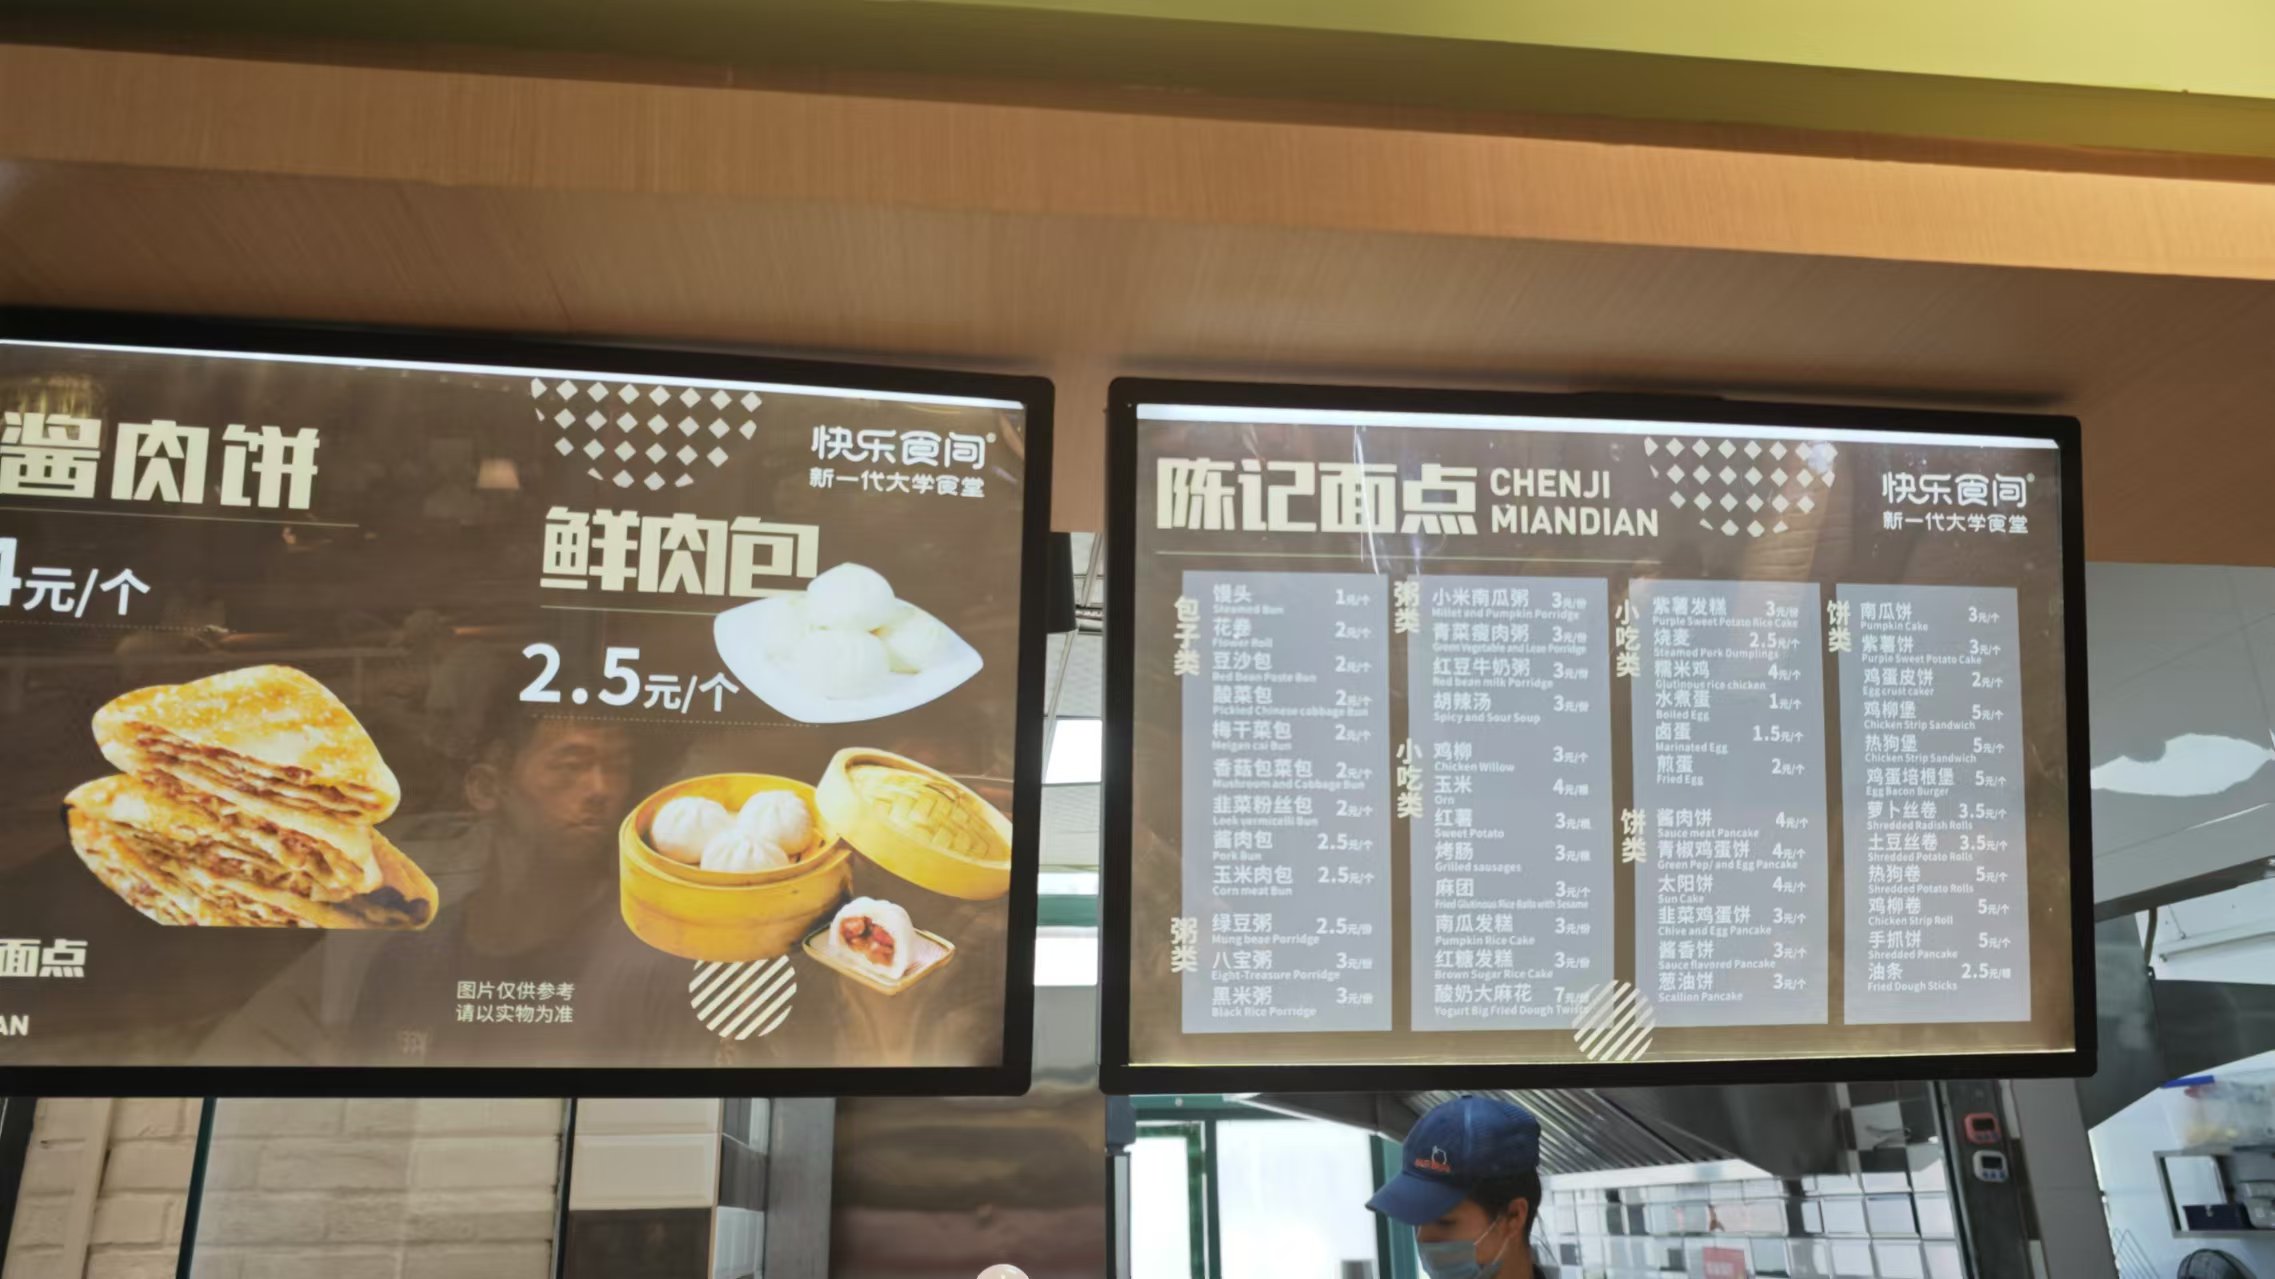 酱肉饼
4元/个
面点
AN
快乐食间®
新一代大学食堂
鲜肉包
2.5元/个
图片仅供参考
请以实物为准
陈记面点
CHENJI
MIANDIAN
快乐食间®
新一代大学食堂
包子类
馒头 1元/个
Steamed Bun
花卷 2元/个
Flower Roll
豆沙包 2元/个
Red Bean Paste Bun
酸菜包 2元/个
Pickled Chinese cabbage Bun
梅干菜包 2元/个
Meigan cai Bun
香菇包菜包 2元/个
Mushroom and Cabbage Bun
韭菜粉丝包 2元/个
Leek vermicelli Bun
酱肉包 2.5元/个
Pork Bun
玉米肉包 2.5元/个
Corn meat Bun
粥类
绿豆粥 2.5元/份
Mung beae Porridge
八宝粥 3元/份
Eight-Treasure Porridge
黑米粥 3元/份
Black Rice Porridge
粥类
小米南瓜粥 3元/份
Millet and Pumpkin Porridge
青菜瘦肉粥 3元/份
Green Vegetable and Lean Porridge
红豆牛奶粥 3元/份
Red bean milk Porridge
胡辣汤 3元/份
Spicy and Sour Soup
小吃类
鸡柳 3元/个
Chicken Willow
玉米 4元/根
Orn
红薯 3元/根
Sweet Potato
烤肠 3元/根
Grilled sausages
麻团 3元/个
Fried Glutinous Rice Balls with Sesame
南瓜发糕 3元/份
Pumpkin Rice Cake
红糖发糕 3元/份
Brown Sugar Rice Cake
酸奶大麻花 7元/
Yogurt Big Fried Dough Twists
小吃类
紫薯发糕 3元/份
Purple Sweet Potato Rice Cake
烧麦 2.5元/个
Steamed Pork Dumplings
糯米鸡 4元/个
Glutinous rice chicken
水煮蛋 1元/个
Boiled Egg
卤蛋 1.5元/个
Marinated Egg
煎蛋 2元/个
Fried Egg
饼类
酱肉饼 4元/个
Sauce meat Pancake
青椒鸡蛋饼 4元/个
Green Pep/ and Egg Pancake
太阳饼 4元/个
Sun Cake
韭菜鸡蛋饼 3元/个
Chive and Egg Pancake
酱香饼 3元/个
Sauce flavored Pancake
葱油饼 3元/个
Scallion Pancake
饼类
南瓜饼 3元/个
Pumpkin Cake
紫薯饼 3元/个
Purple Sweet Potato Cake
鸡蛋皮饼 2元/个
Egg crust caker
鸡柳堡 5元/个
Chicken Strip Sandwich
热狗堡 5元/个
Chicken Strip Sandwich
鸡蛋培根堡 5元/个
Egg Bacon Burger
萝卜丝卷 3.5元/个
Shredded Radish Rolls
土豆丝卷 3.5元/个
Shredded Potato Rolls
热狗卷 5元/个
Shredded Potato Rolls
鸡柳卷 5元/个
Chicken Strip Roll
手抓饼 5元/个
Shredded Pancake
油条 2.5元/根
Fried Dough Sticks